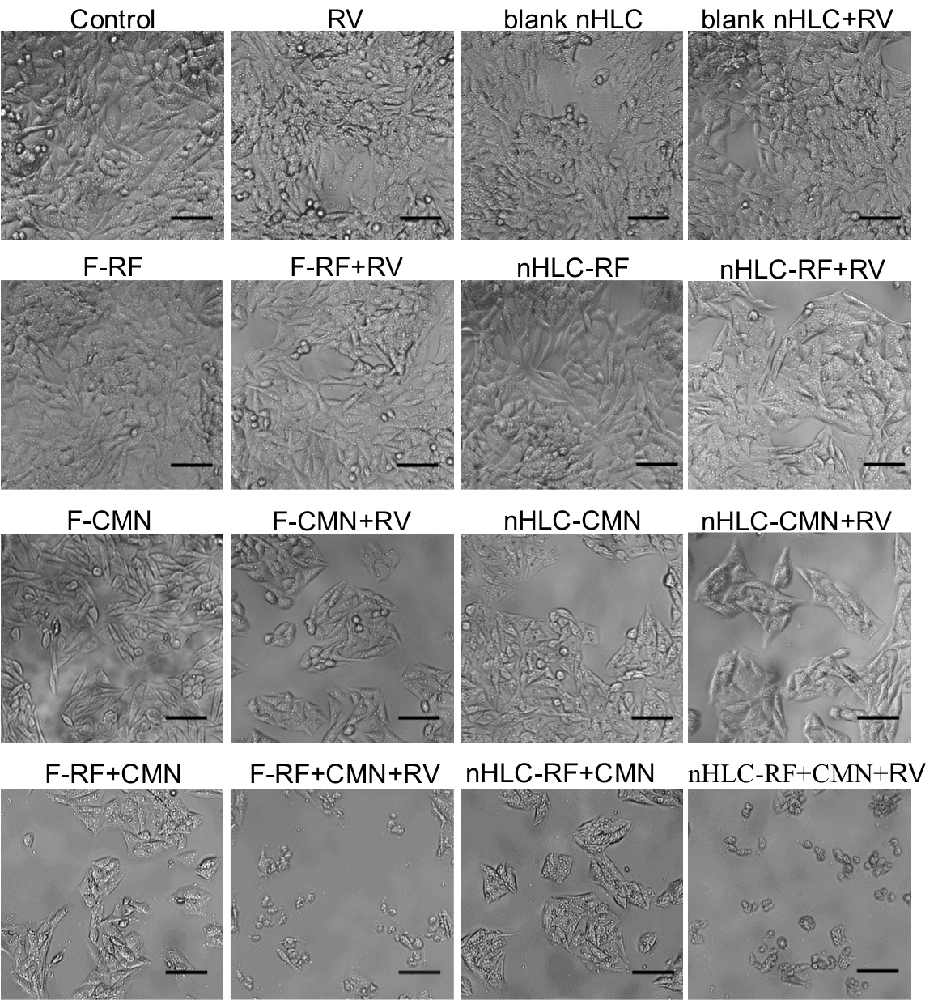 Control
RV
blank nHLC
blank nHLC+RV
F-RF
F-RF+RV
nHLC-RF
nHLC-RF+RV
F-CMN
F-CMN+RV
nHLC-CMN
nHLC-CMN+RV
F-RF+CMN
F-RF+CMN+RV
nHLC-RF+CMN
nHLC-RF+CMN+RV